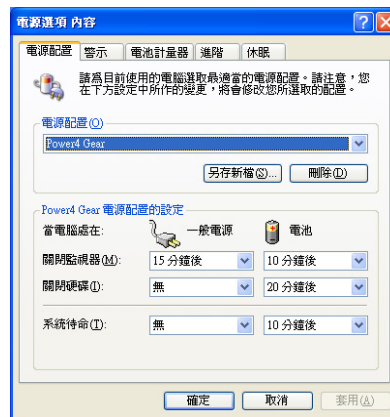 電源選項 內容
電源配置 警示 電池計量器 進階 休眠
請為目前使用的電腦選取最適當的電源配置。請注意，您
在下方設定中所作的變更，將會修改您所選取的配置。
電源配置(O)
Power4 Gear
另存新檔(S)... 刪除(D)
Power4 Gear 電源配置的設定
當電腦處在: 一般電源 電池
關閉監視器(M): 15 分鐘後 10 分鐘後
關閉硬碟(I): 無 20 分鐘後
系統待命(T): 無 10 分鐘後
確定 取消 套用(A)